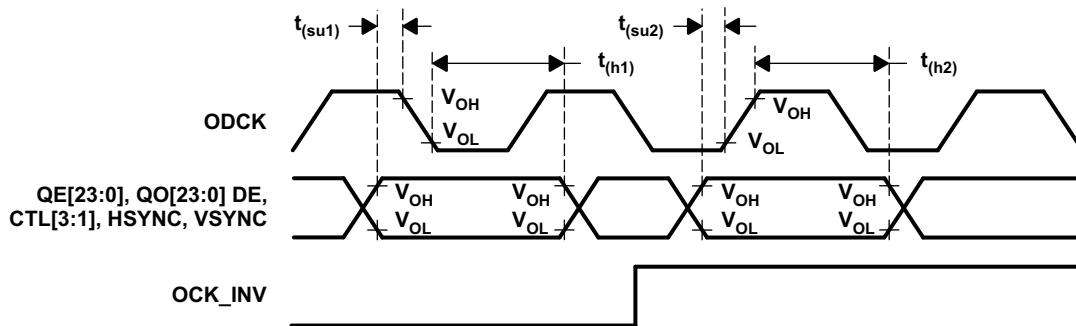 t(su1)
t(su2)
t(h1)
t(h2)
ODCK
VOH
VOL
VOH
VOL
QE[23:0], QO[23:0] DE,
CTL[3:1], HSYNC, VSYNC
VOH VOH VOH VOH
VOL VOL VOL VOL
OCK_INV